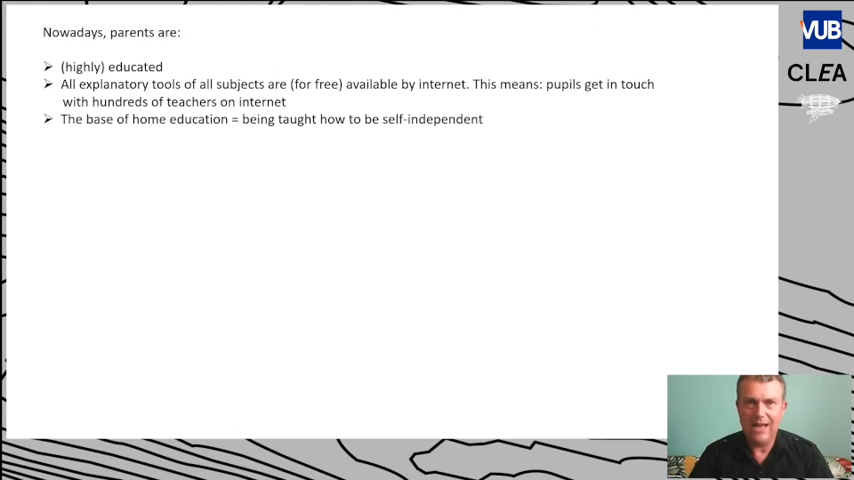 Nowadays, parents are:
➢ (highly) educated
➢ All explanatory tools of all subjects are (for free) available by internet. This means: pupils get in touch
with hundreds of teachers on internet
➢ The base of home education = being taught how to be self-independent
VUB
CLEA